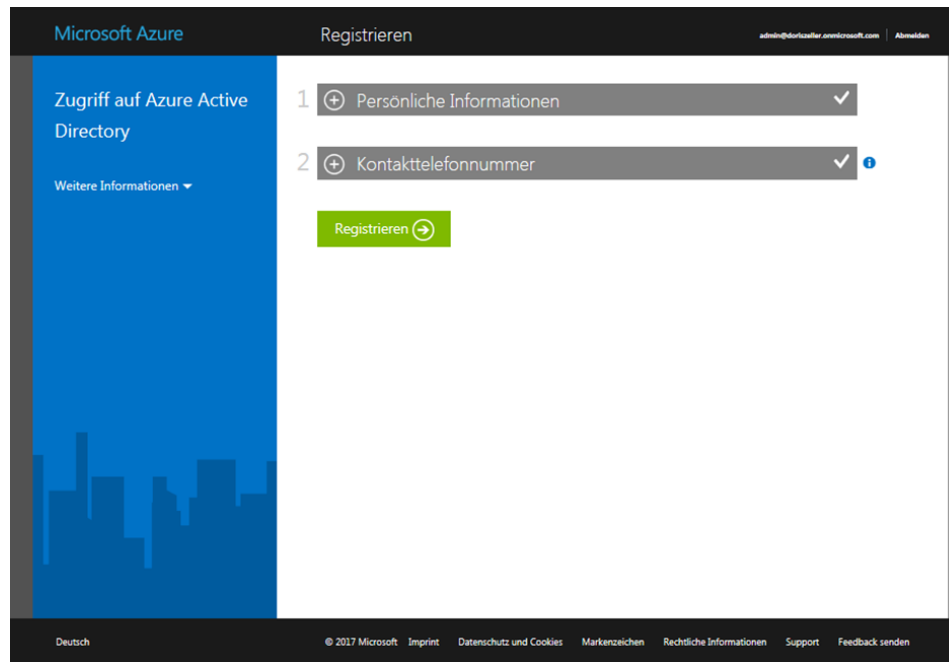 Microsoft Azure
Registrieren
admin@doriszeller.onmicrosoft.com | Abmelden
Zugriff auf Azure Active
Directory
Weitere Informationen
1 Persönliche Informationen
2 Kontakttelefonnummer
Registrieren
Deutsch
© 2017 Microsoft Imprint Datenschutz und Cookies Markenzeichen Rechtliche Informationen Support Feedback senden